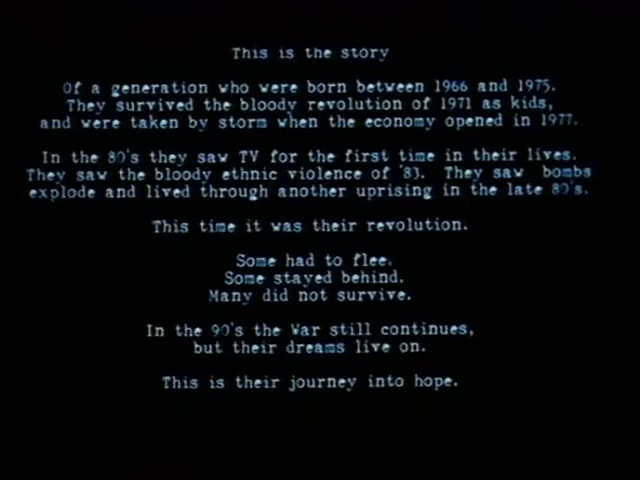 This is the story
Of a generation who were born between 1966 and 1975.
They survived the bloody revolution of 1971 as kids,
and were taken by storm when the economy opened in 1977.
In the 80's they saw TV for the first time in their lives.
They saw the bloody ethnic violence of '83. They saw bombs
explode and lived through another uprising in the late 80's.
This time it was their revolution.
Some had to flee.
Some stayed behind.
Many did not survive.
In the 90's the War still continues,
but their dreams live on.
This is their journey into hope.